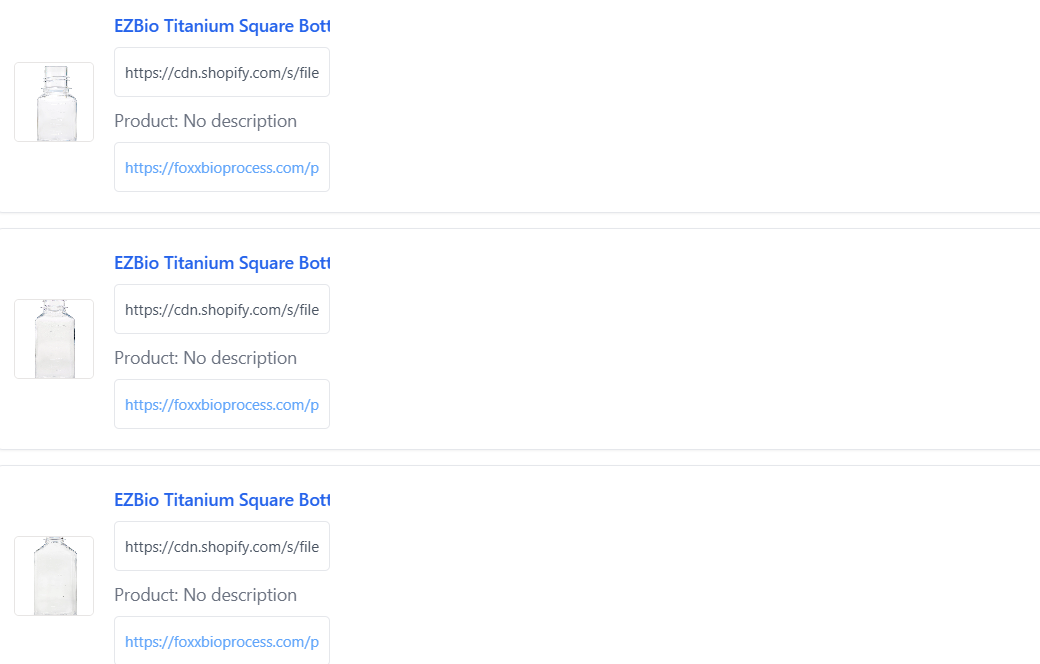 EZBio Titanium Square Bott
https://cdn.shopify.com/s/file
Product: No description
https://foxxbioprocess.com/p
EZBio Titanium Square Bott
https://cdn.shopify.com/s/file
Product: No description
https://foxxbioprocess.com/p
EZBio Titanium Square Bott
https://cdn.shopify.com/s/file
Product: No description
https://foxxbioprocess.com/p